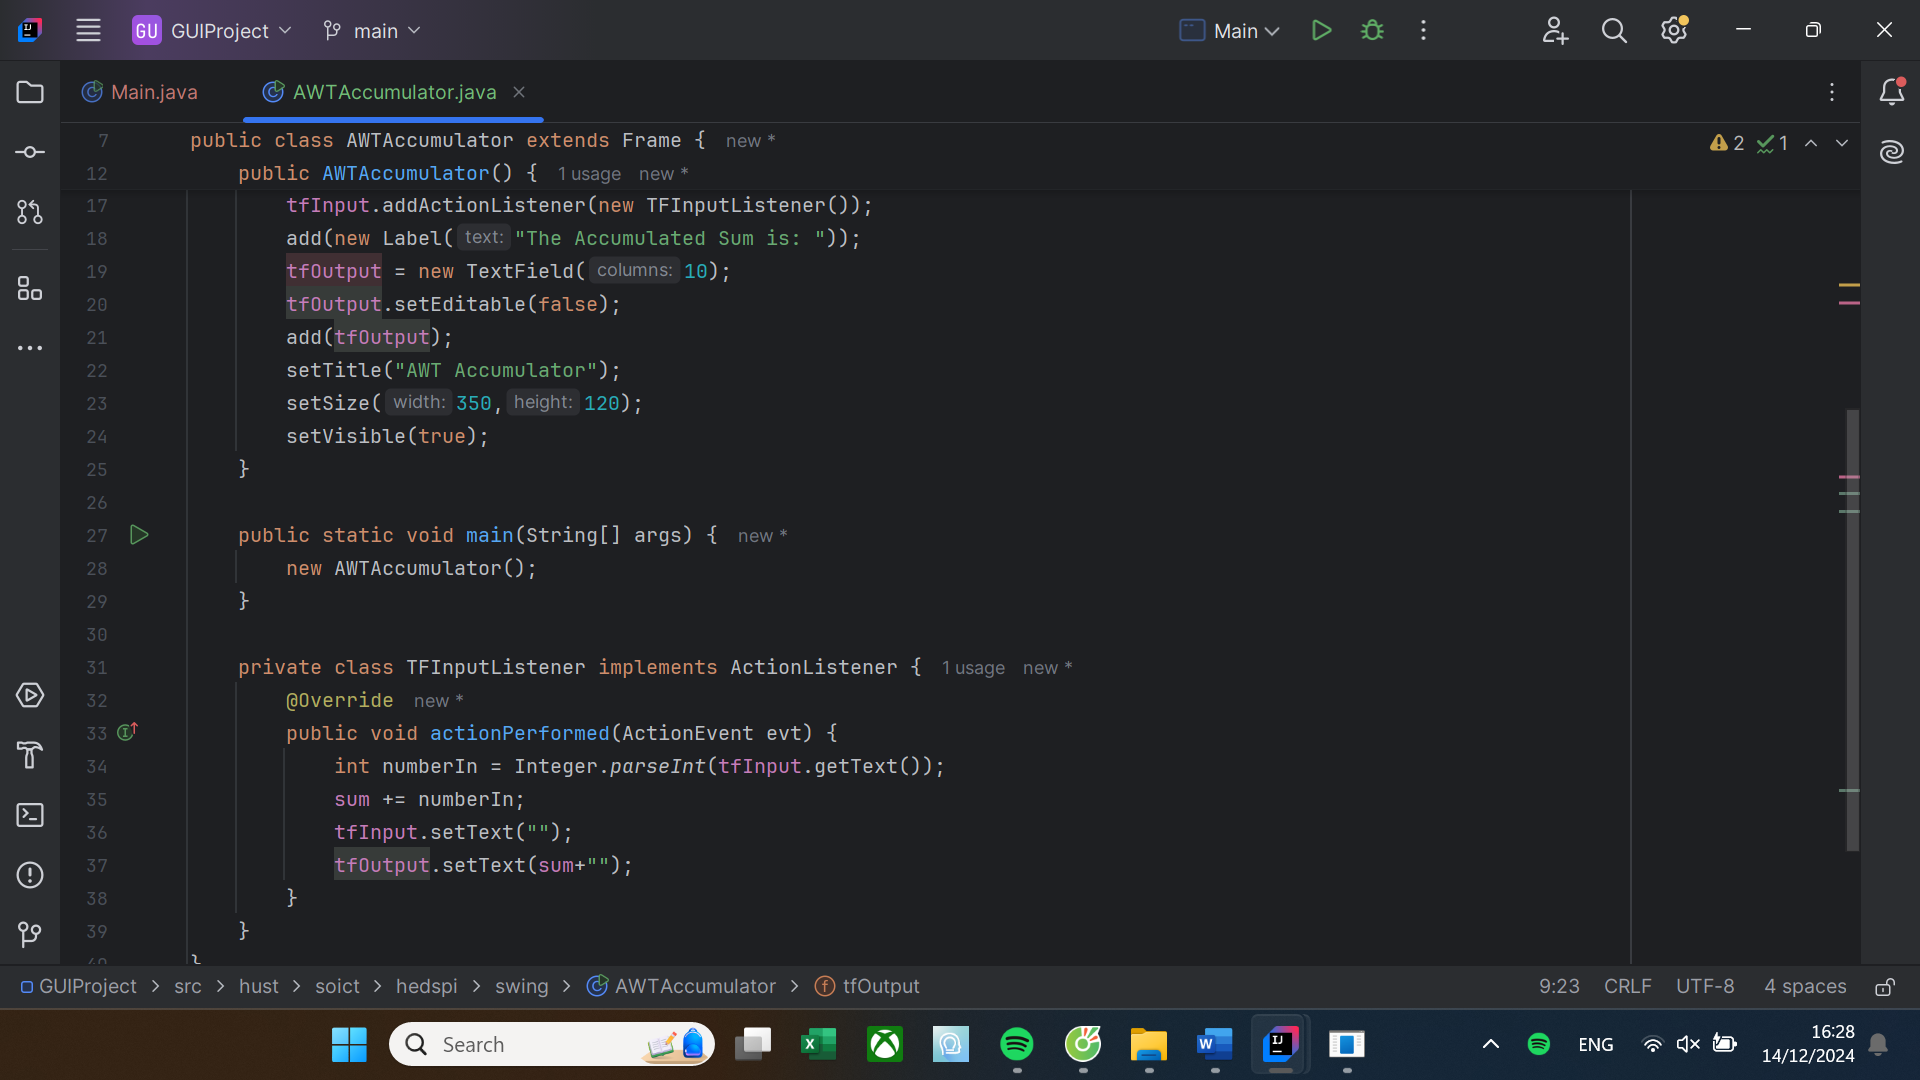 GU GUIProject main Main
Main.java AWTAccumulator.java
7 public class AWTAccumulator extends Frame { new * 2 1
12 public AWTAccumulator() { 1 usage new *
17 tfInput.addActionListener(new TFInputListener());
18 add(new Label( text: "The Accumulated Sum is: "));
19 tfOutput = new TextField( columns: 10);
20 tfOutput.setEditable(false);
21 add(tfOutput);
22 setTitle("AWT Accumulator");
23 setSize( width: 350, height: 120);
24 setVisible(true);
25 }
26
27 public static void main(String[] args) { new *
28 new AWTAccumulator();
29 }
30
31 private class TFInputListener implements ActionListener { 1 usage new *
32 @Override new *
33 public void actionPerformed(ActionEvent evt) {
34 int numberIn = Integer.parseInt(tfInput.getText());
35 sum += numberIn;
36 tfInput.setText("");
37 tfOutput.setText(sum+"");
38 }
39 }
40 }
GUIProject > src > hust > soict > hedspi > swing > AWTAccumulator > tfOutput 9:23 CRLF UTF-8 4 spaces
Search ENG 16:28
14/12/2024